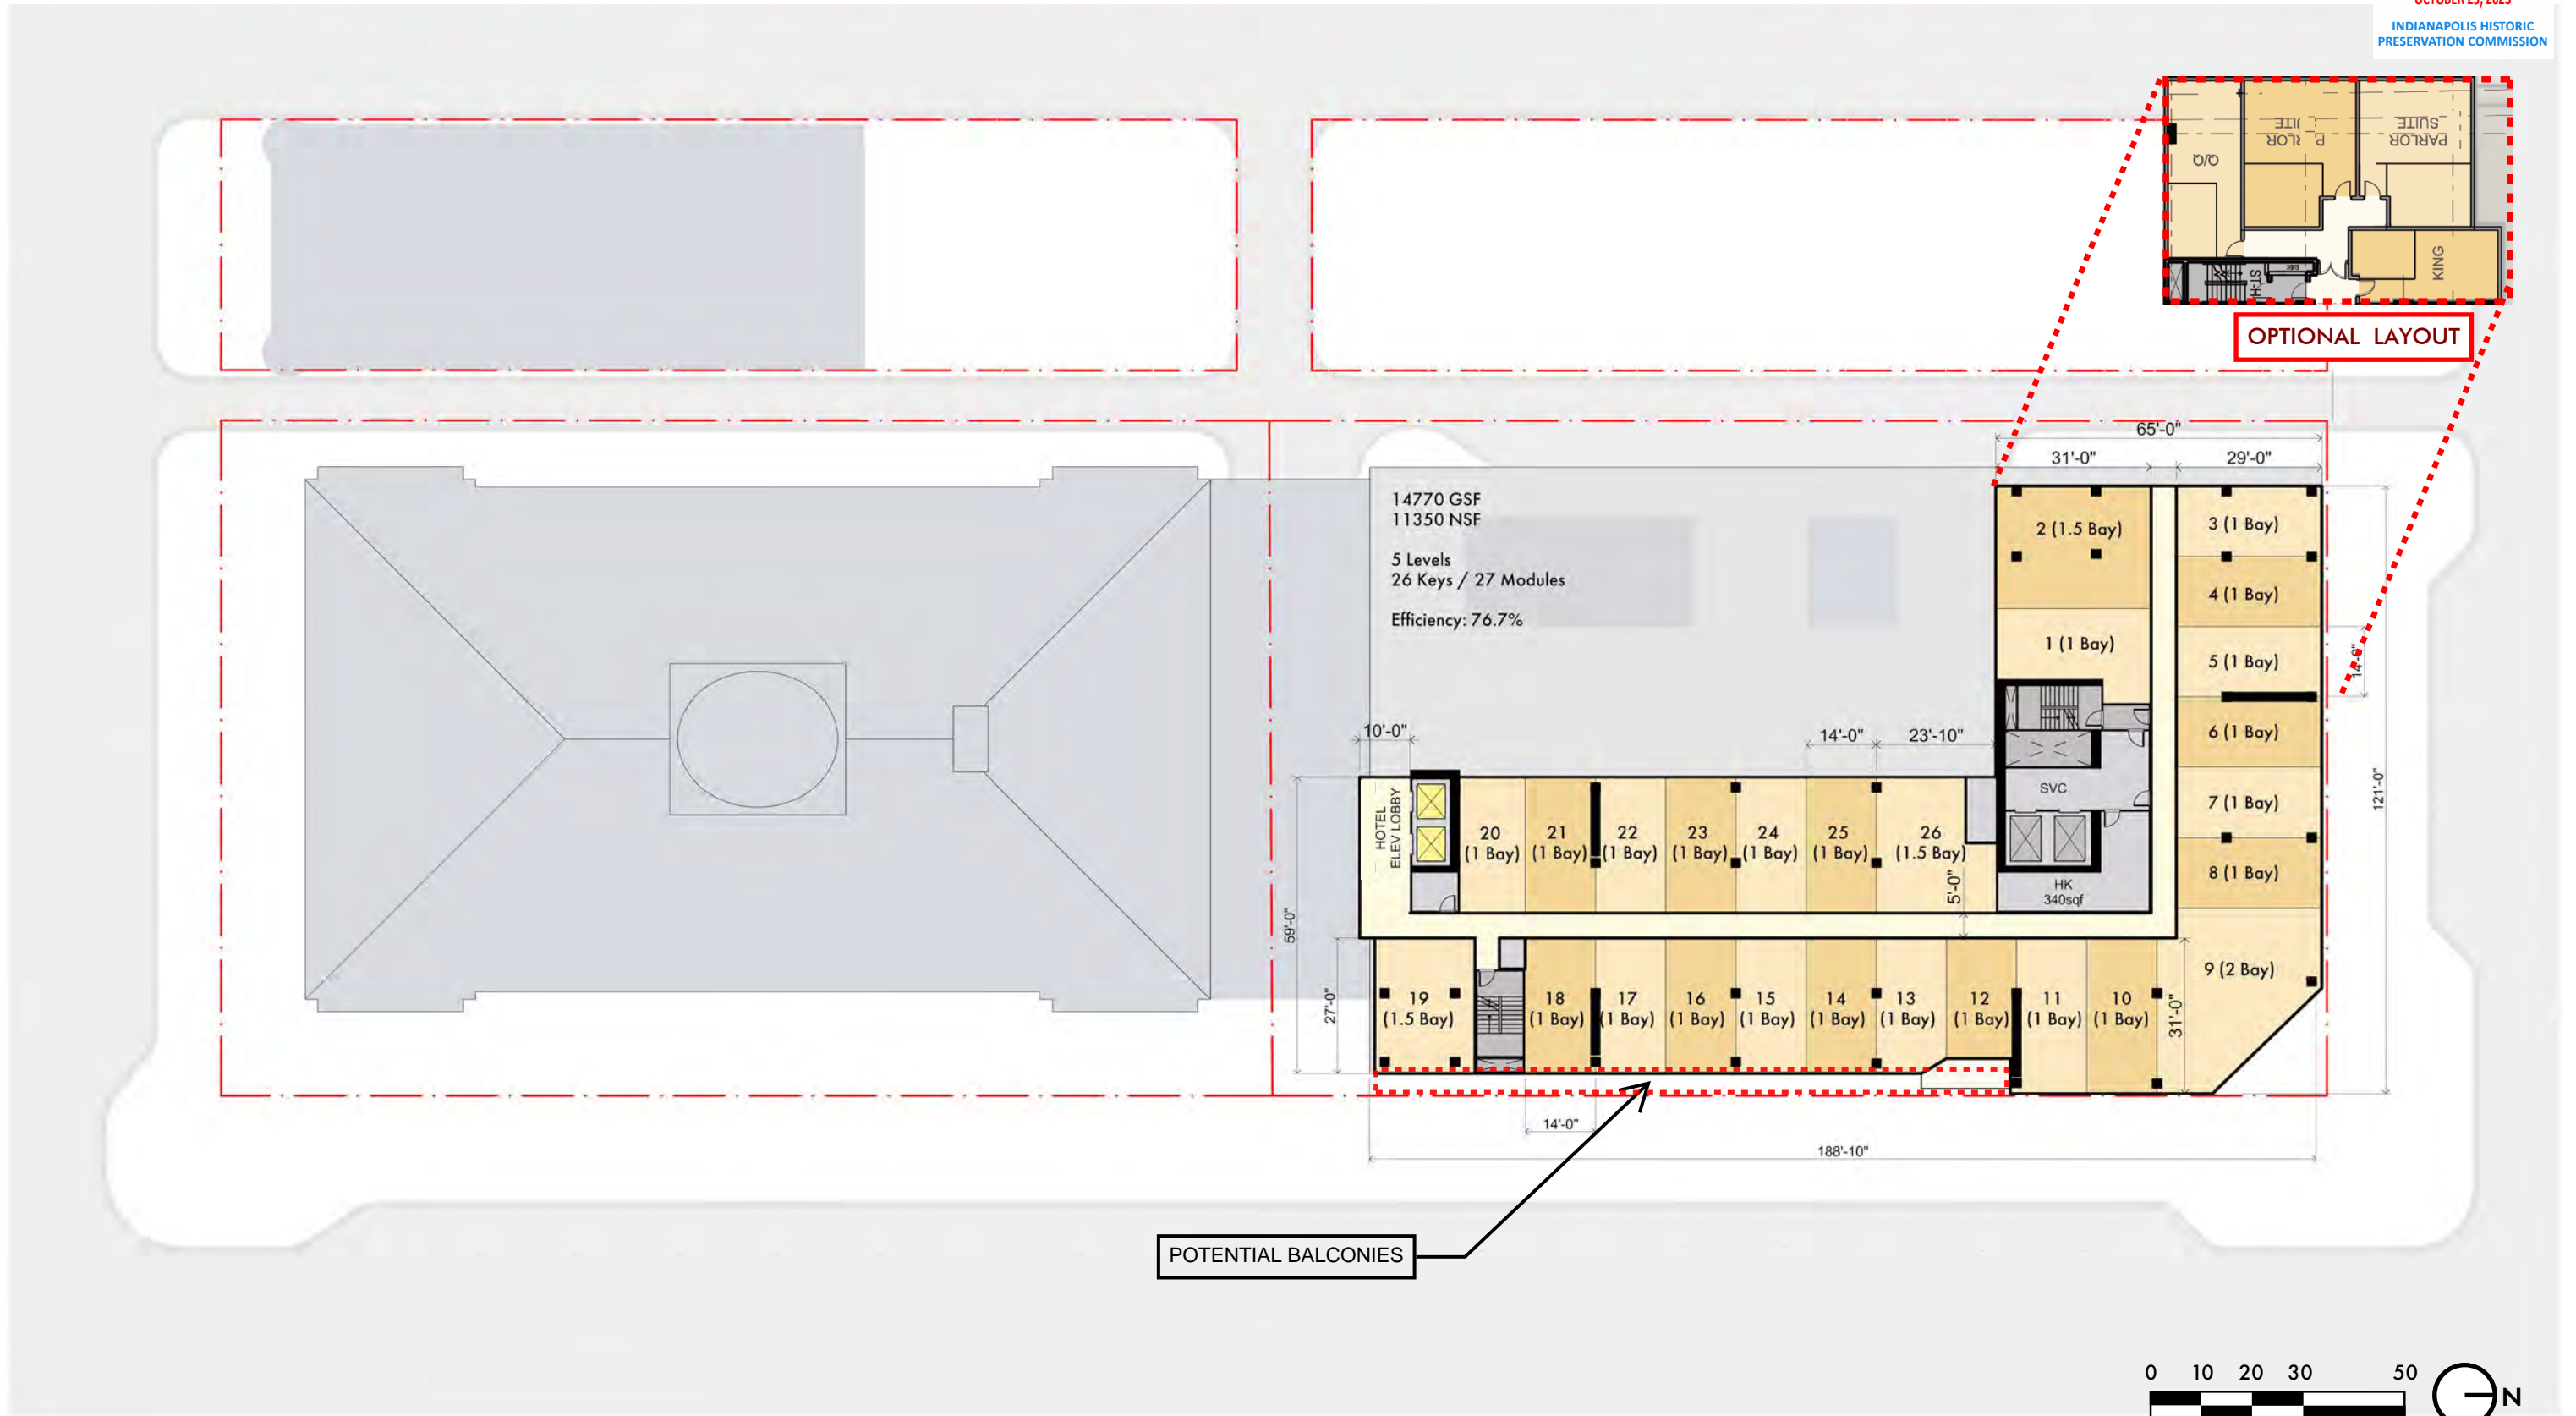 OCTOBER 25, 2023
INDIANAPOLIS HISTORIC
PRESERVATION COMMISSION
Q/Q
PARLOR
SUITE
KING
ST-H
ELEC
OPTIONAL LAYOUT
65'-0"
31'-0"
29'-0"
14770 GSF
11350 NSF
5 Levels
26 Keys / 27 Modules
Efficiency: 76.7%
2 (1.5 Bay)
3 (1 Bay)
4 (1 Bay)
1 (1 Bay)
5 (1 Bay)
14'-0"
6 (1 Bay)
7 (1 Bay)
8 (1 Bay)
9 (2 Bay)
121'-0"
10'-0"
14'-0"
23'-10"
HOTEL
ELEV LOBBY
20
(1 Bay)
21
(1 Bay)
22
(1 Bay)
23
(1 Bay)
24
(1 Bay)
25
(1 Bay)
26
(1.5 Bay)
5'-0"
SVC
HK
340sqf
59'-0"
27'-0"
19
(1.5 Bay)
18
(1 Bay)
17
(1 Bay)
16
(1 Bay)
15
(1 Bay)
14
(1 Bay)
13
(1 Bay)
12
(1 Bay)
11
(1 Bay)
10
(1 Bay)
31'-0"
14'-0"
188'-10"
POTENTIAL BALCONIES
0 10 20 30 50
N